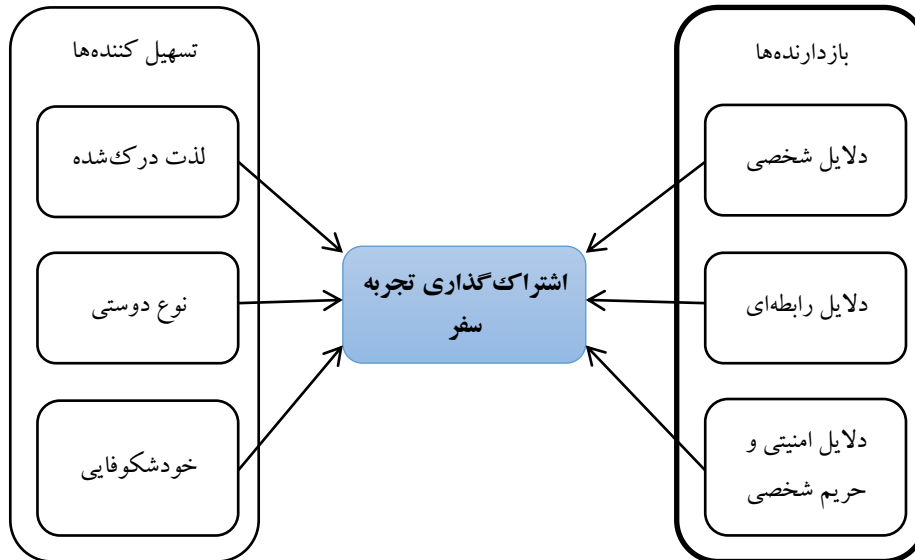 بازدارنده‌ها
دلایل شخصی
دلایل رابطه‌ای
دلایل امنیتی و
حریم شخصی
اشتراک‌گذاری تجربه
سفر
تسهیل کننده‌ها
لذت درک‌شده
نوع دوستی
خودشکوفایی